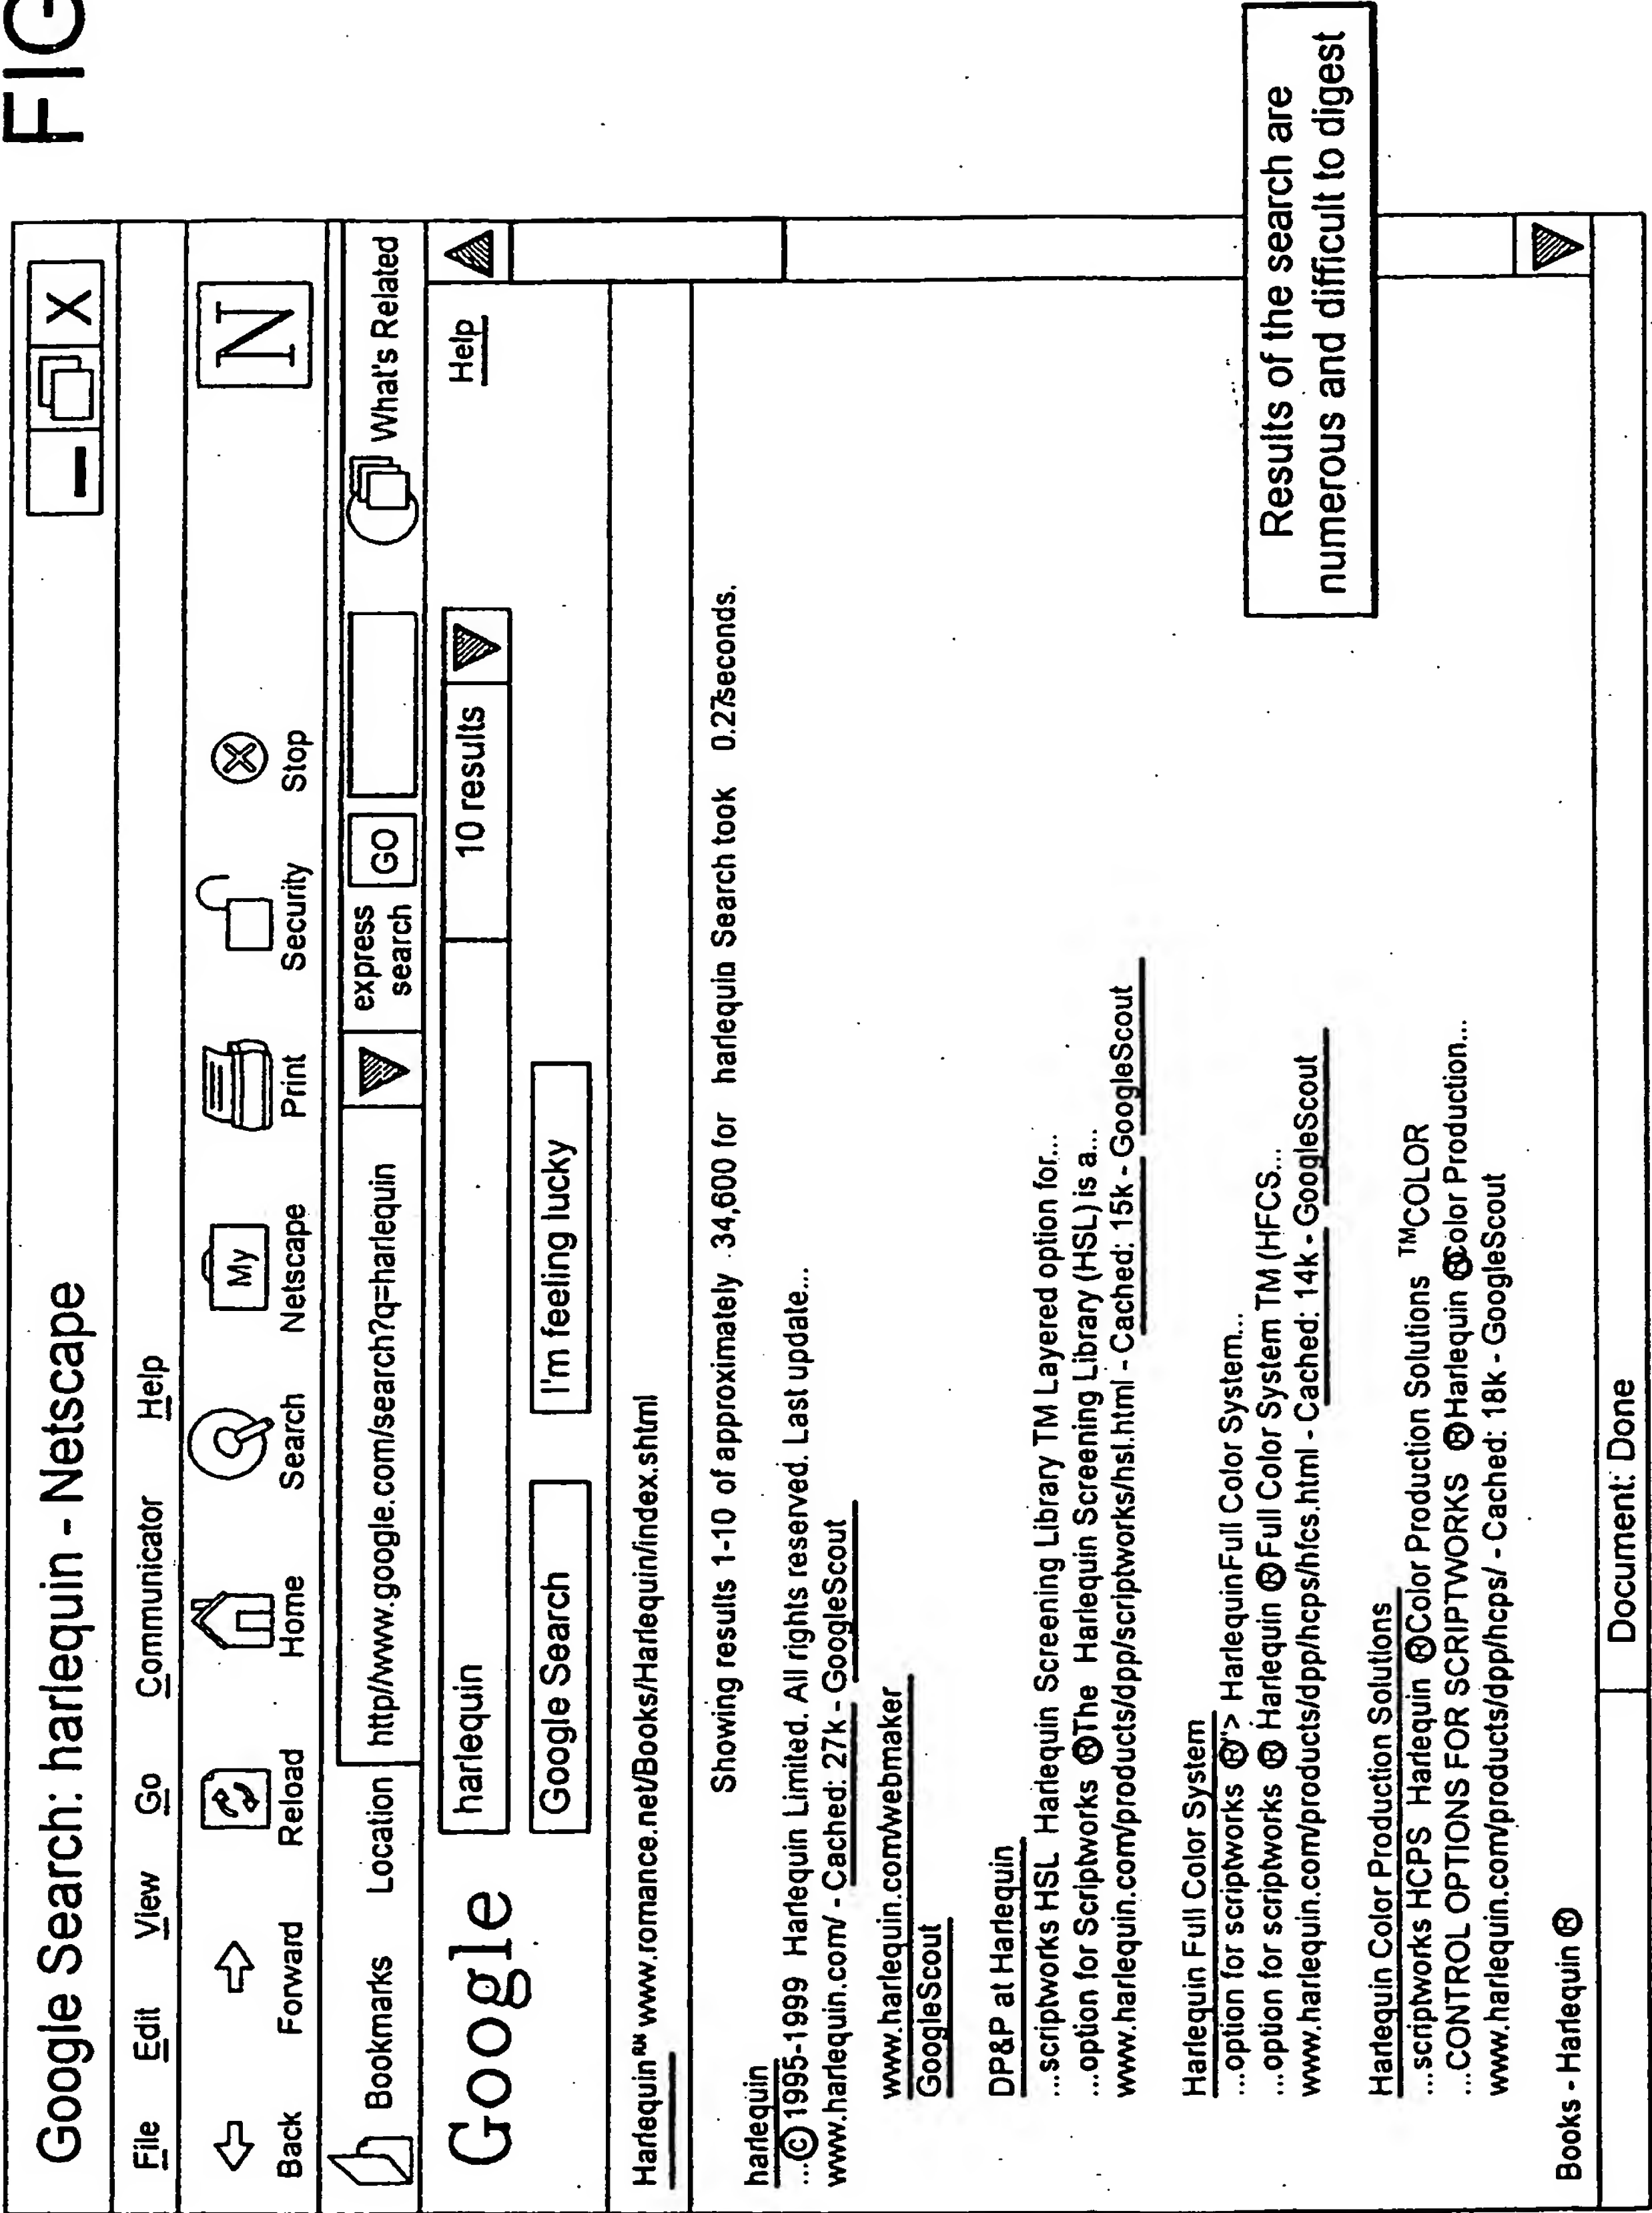 FIG
Google Search: harlequin - Netscape
X
File Edit View Go Communicator Help
My
N
Back Forward Reload Home Search Netscape Print Security Stop
Bookmarks Location http//www.google.com/search?q=harlequin express search GO What's Related
Google harlequin 10 results Help
Google Search I'm feeling lucky
Harlequin www.romance.net/Books/Harlequin/index.shtml
Showing results 1-10 of approximately 34,600 for harlequin Search took 0.27seconds.
harlequin
...© 1995-1999 Harlequin Limited. All rights reserved. Last update...
www.harlequin.com/ - Cached: 27k - GoogleScout
www.harlequin.com/webmaker
GoogleScout
DP&P at Harlequin
...scriptworks HSL Harlequin Screening Library TM Layered option for...
...option for Scriptworks ®The Harlequin Screening Library (HSL) is a...
www.harlequin.com/products/dpp/scriptworks/hsl.html - Cached: 15k - GoogleScout
Harlequin Full Color System
...option for scriptworks ®"> HarlequinFull Color System...
...option for scriptworks ® Harlequin ®Full Color System TM (HFCS...
www.harlequin.com/products/dpp/hcps/hfcs.html - Cached: 14k - GoogleScout
Harlequin Color Production Solutions
...scriptworks HCPS Harlequin ®Color Production Solutions ™COLOR
...CONTROL OPTIONS FOR SCRIPTWORKS ®Harlequin ®Color Production...
www.harlequin.com/products/dpp/hcps/ - Cached: 18k - GoogleScout
Results of the search are
numerous and difficult to digest
Books - Harlequin ®
Document: Done